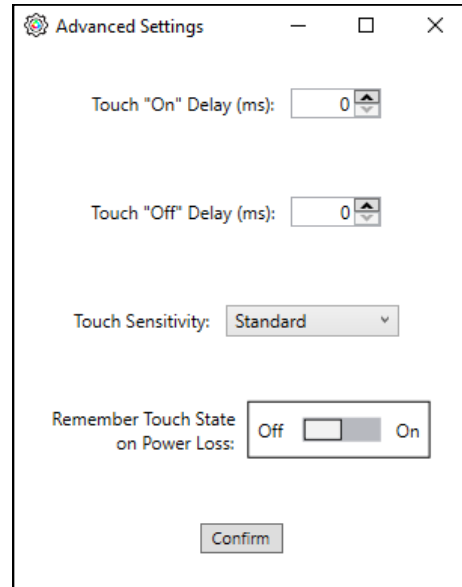 Advanced Settings
Touch "On" Delay (ms): 0
Touch "Off" Delay (ms): 0
Touch Sensitivity: Standard
Remember Touch State
on Power Loss:
Off On
Confirm